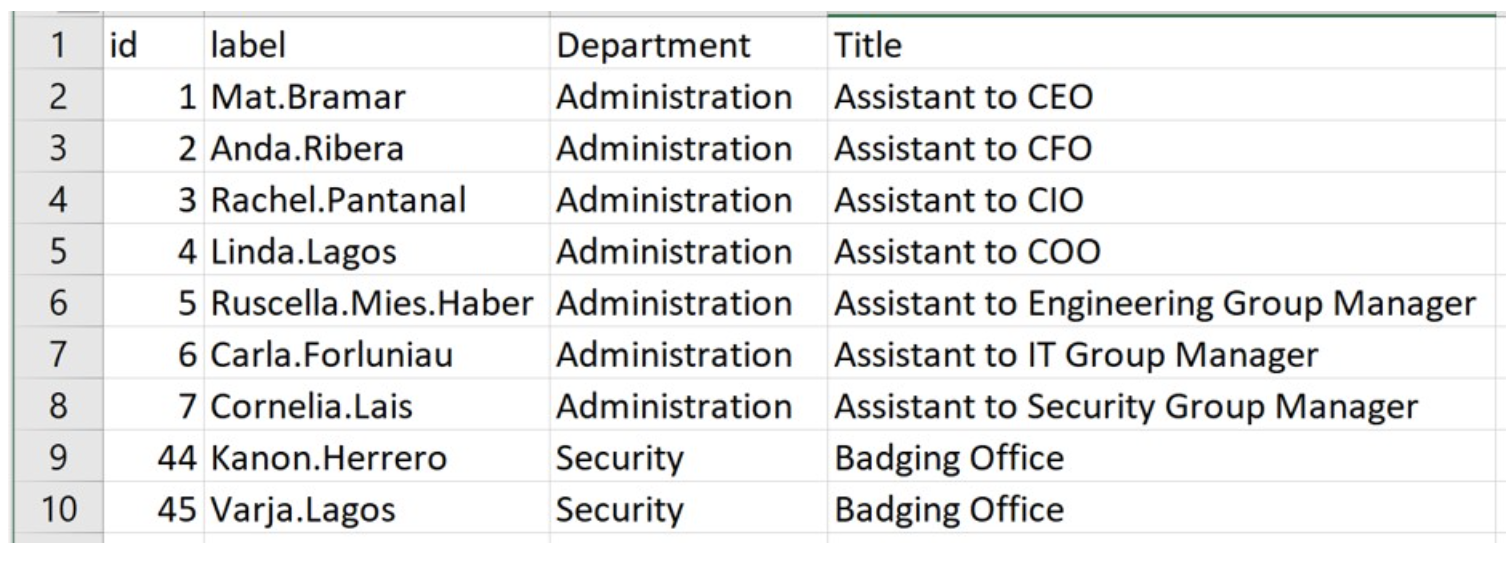 1 id label Department Title
2 1 Mat.Bramar Administration Assistant to CEO
3 2 Anda.Ribera Administration Assistant to CFO
4 3 Rachel.Pantanal Administration Assistant to CIO
5 4 Linda.Lagos Administration Assistant to COO
6 5 Ruscella.Mies.Haber Administration Assistant to Engineering Group Manager
7 6 Carla.Forluniau Administration Assistant to IT Group Manager
8 7 Cornelia.Lais Administration Assistant to Security Group Manager
9 44 Kanon.Herrero Security Badging Office
10 45 Varja.Lagos Security Badging Office